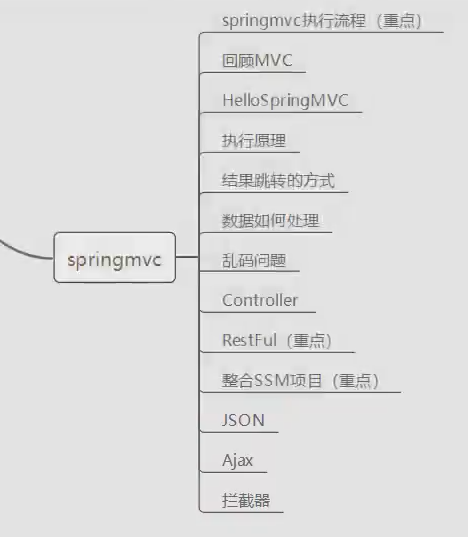 springmvc执行流程（重点）
回顾MVC
HelloSpringMVC
执行原理
结果跳转的方式
数据如何处理
springmvc
乱码问题
Controller
RestFul（重点）
整合SSM项目（重点）
JSON
Ajax
拦截器